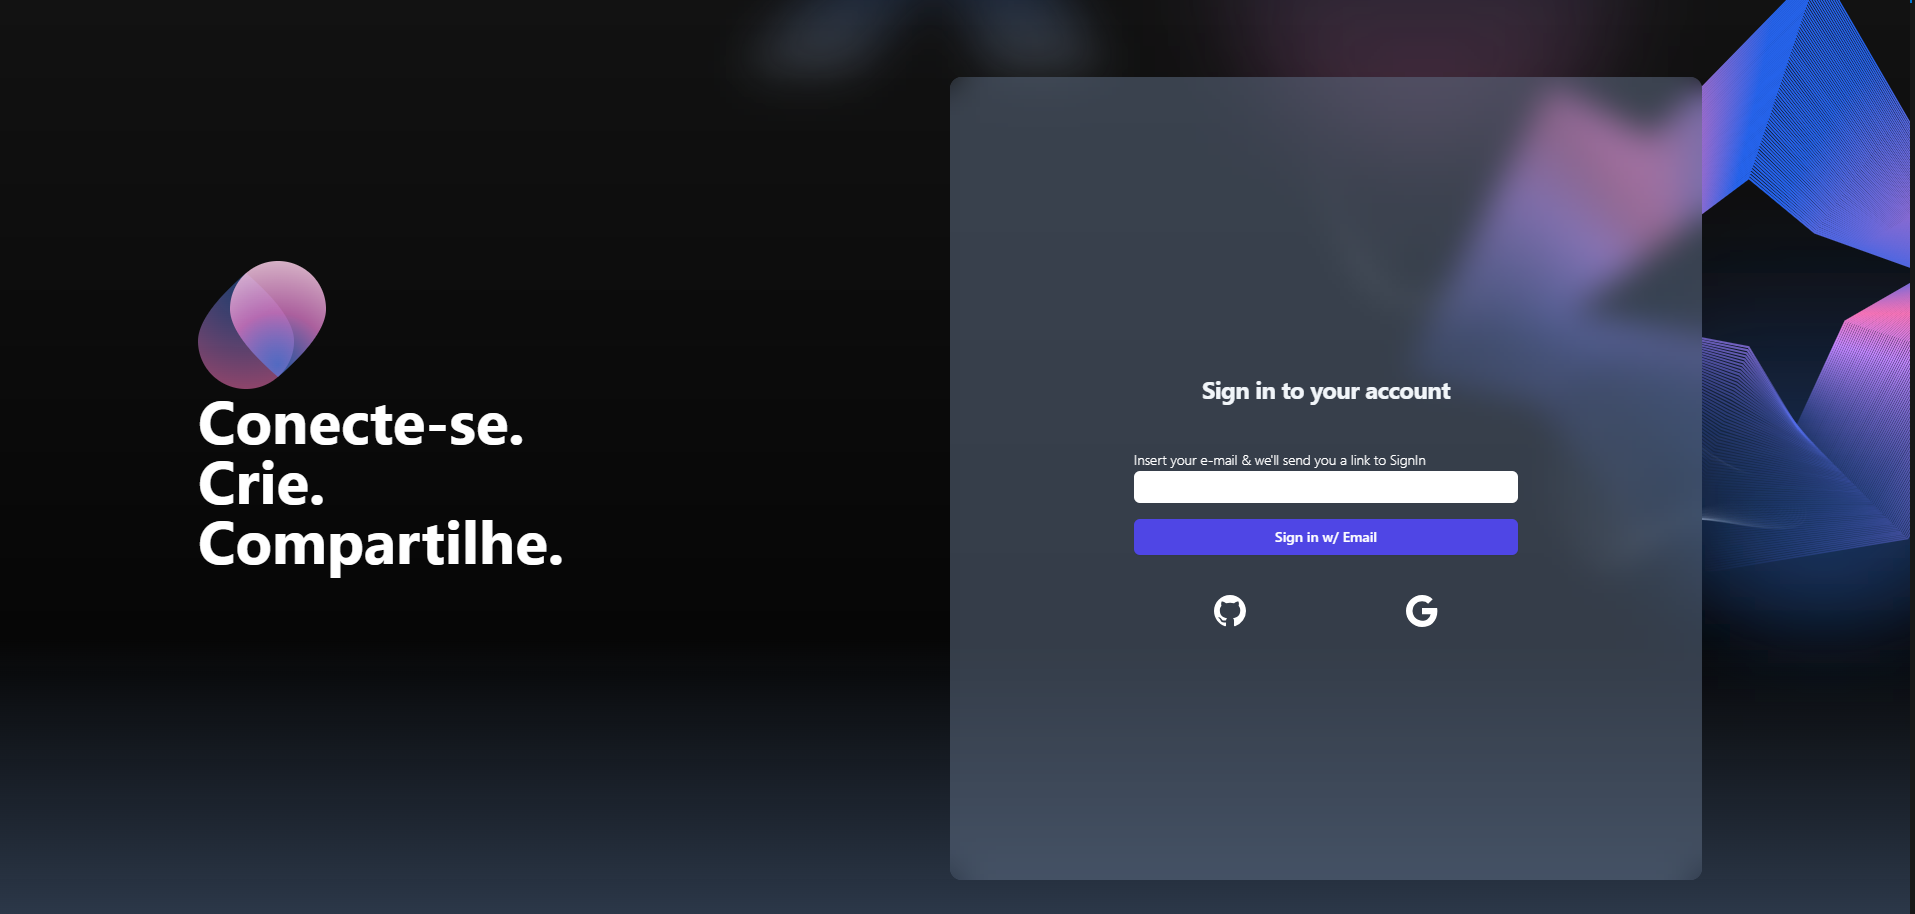 Conecte-se.
Crie.
Compartilhe.
Sign in to your account
Insert your e-mail & we'll send you a link to SignIn
Sign in w/ Email